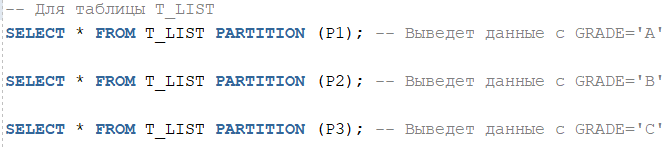 -- Для таблицы T_LIST
SELECT * FROM T_LIST PARTITION (P1); -- Выведет данные с GRADE='A'
SELECT * FROM T_LIST PARTITION (P2); -- Выведет данные с GRADE='B'
SELECT * FROM T_LIST PARTITION (P3); -- Выведет данные с GRADE='C'